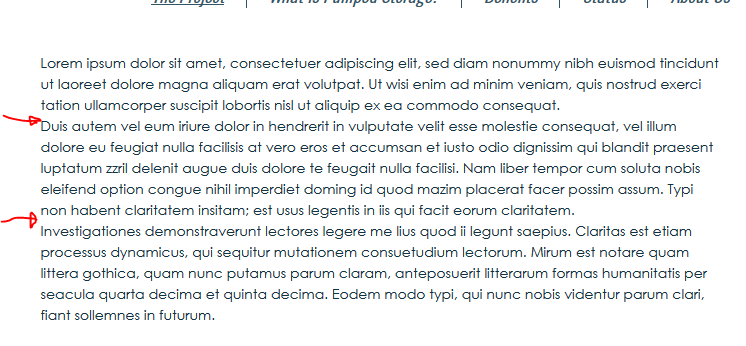 The Project What Is Pumped Storage? Benefits Status About Us
Lorem ipsum dolor sit amet, consectetuer adipiscing elit, sed diam nonummy nibh euismod tincidunt
ut laoreet dolore magna aliquam erat volutpat. Ut wisi enim ad minim veniam, quis nostrud exerci
tation ullamcorper suscipit lobortis nisl ut aliquip ex ea commodo consequat.
Duis autem vel eum iriure dolor in hendrerit in vulputate velit esse molestie consequat, vel illum
dolore eu feugiat nulla facilisis at vero eros et accumsan et iusto odio dignissim qui blandit praesent
luptatum zzril delenit augue duis dolore te feugait nulla facilisi. Nam liber tempor cum soluta nobis
eleifend option congue nihil imperdiet doming id quod mazim placerat facer possim assum. Typi
non habent claritatem insitam; est usus legentis in iis qui facit eorum claritatem.
Investigationes demonstraverunt lectores legere me lius quod ii legunt saepius. Claritas est etiam
processus dynamicus, qui sequitur mutationem consuetudium lectorum. Mirum est notare quam
littera gothica, quam nunc putamus parum claram, anteposuerit litterarum formas humanitatis per
seacula quarta decima et quinta decima. Eodem modo typi, qui nunc nobis videntur parum clari,
fiant sollemnes in futurum.